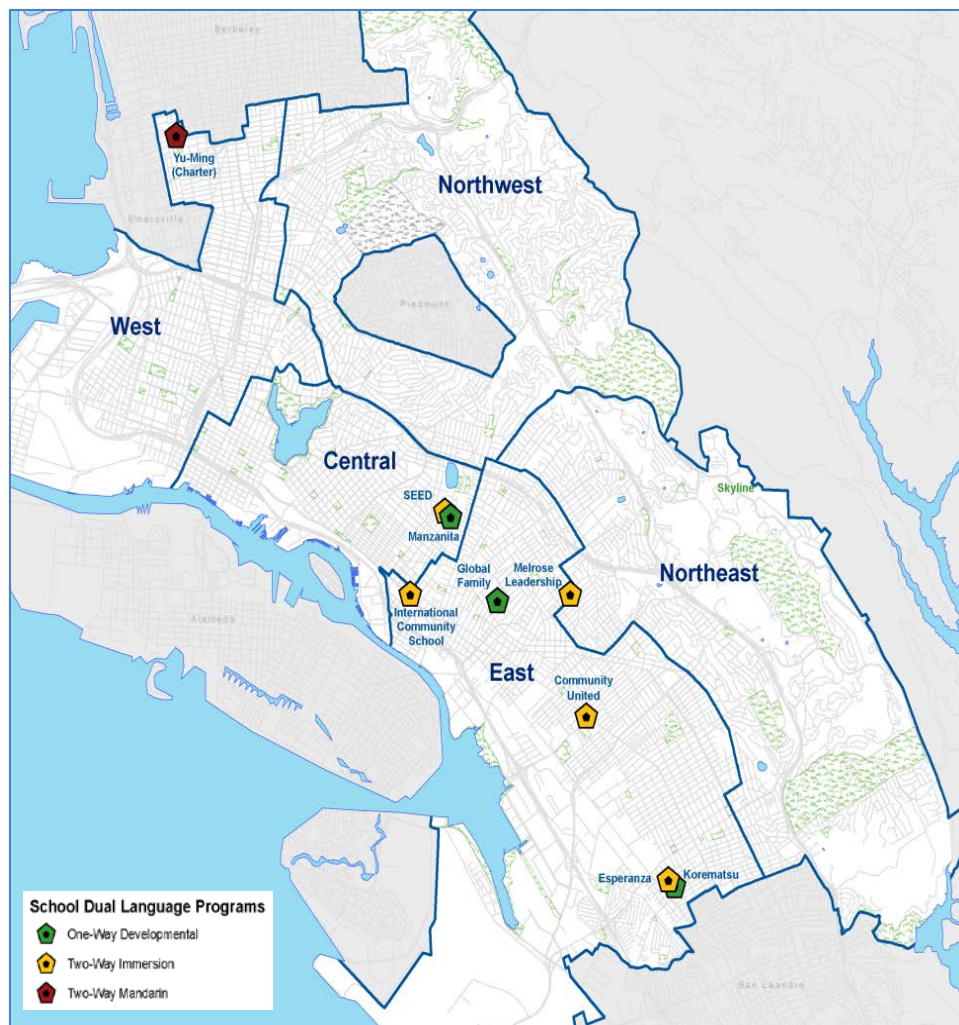 Berkeley
Yu-Ming
(Charter)
Northwest
Emeryville
Piedmont
West
Central
SEED
Manzanita
Skyline
Global
Family
Melrose
Leadership
Northeast
International
Community
School
Alameda
East
Community
United
Esperanza
Korematsu
San Leandro
School Dual Language Programs
One-Way Developmental
Two-Way Immersion
Two-Way Mandarin